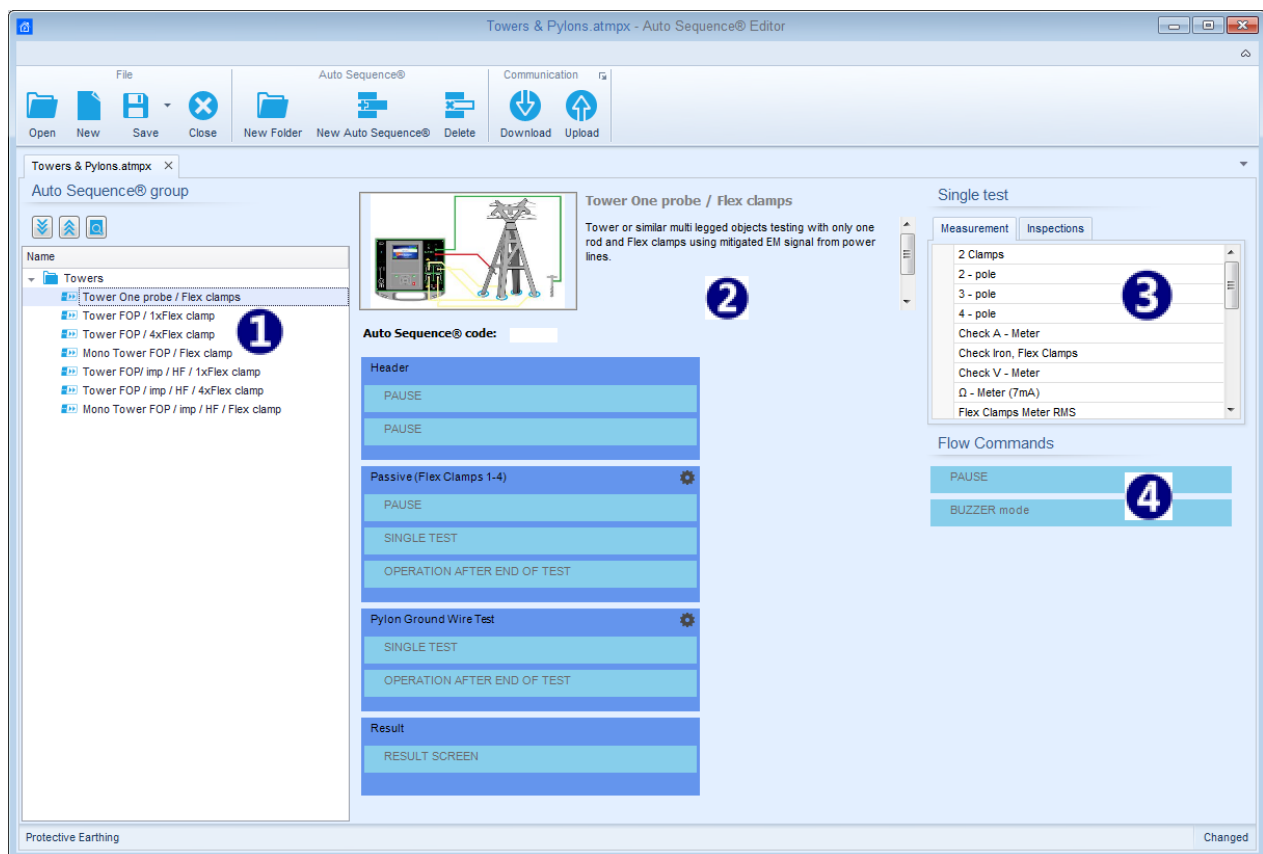 Towers & Pylons.atmpx - Auto Sequence® Editor
File
Auto Sequence®
Communication
Open
New
Save
Close
New Folder
New Auto Sequence®
Delete
Download
Upload
Towers & Pylons.atmpx
Auto Sequence® group
Name
Towers
Tower One probe / Flex clamps
Tower FOP / 1xFlex clamp
Tower FOP / 4xFlex clamp
Mono Tower FOP / Flex clamp
Tower FOP/ imp / HF / 1xFlex clamp
Tower FOP / imp / HF / 4xFlex clamp
Mono Tower FOP / imp / HF / Flex clamp
1
Tower One probe / Flex clamps
Tower or similar multi legged objects testing with only one
rod and Flex clamps using mitigated EM signal from power
lines.
2
Auto Sequence® code:
Header
PAUSE
PAUSE
Passive (Flex Clamps 1-4)
PAUSE
SINGLE TEST
OPERATION AFTER END OF TEST
Pylon Ground Wire Test
SINGLE TEST
OPERATION AFTER END OF TEST
Result
RESULT SCREEN
Single test
Measurement
Inspections
2 Clamps
2 - pole
3 - pole
4 - pole
Check A - Meter
Check Iron, Flex Clamps
Check V - Meter
Ω - Meter (7mA)
Flex Clamps Meter RMS
3
Flow Commands
PAUSE
BUZZER mode
4
Protective Earthing
Changed